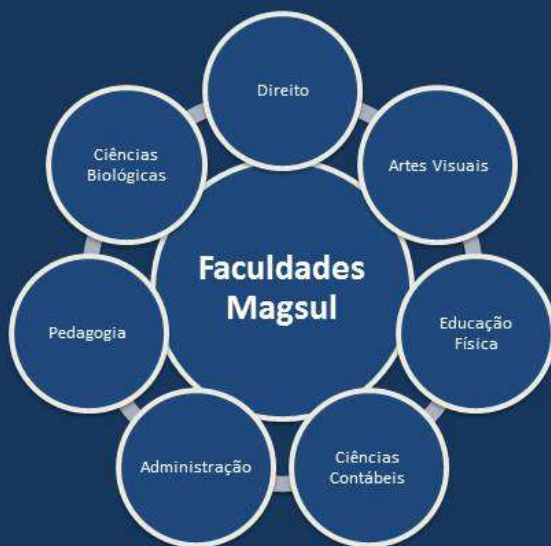 Direito
Artes Visuais
Educação
Física
Ciências
Contábeis
Administração
Pedagogia
Ciências
Biológicas
Faculdades
Magsul